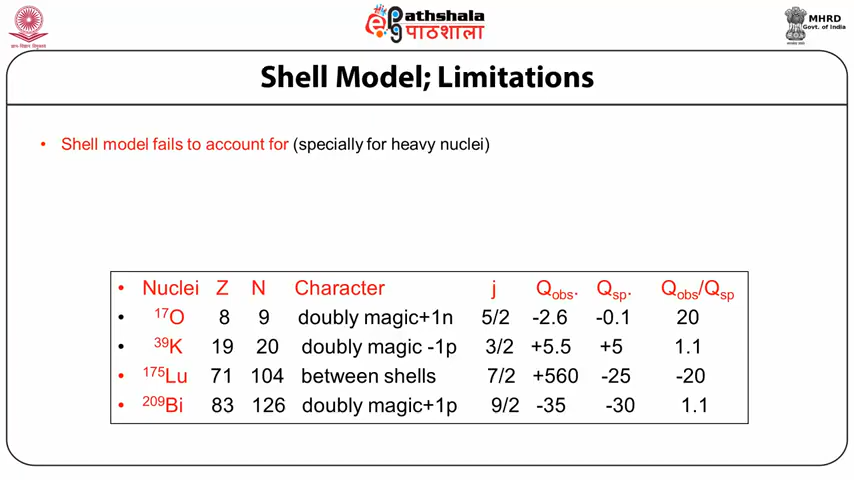 ePathshala
पाठशाला
MHRD
Govt. of India
Shell Model; Limitations
• Shell model fails to account for (specially for heavy nuclei)
• Nuclei Z N Character j Qobs. Qsp. Qobs/Qsp
• 17O 8 9 doubly magic+1n 5/2 -2.6 -0.1 20
• 39K 19 20 doubly magic -1p 3/2 +5.5 +5 1.1
• 175Lu 71 104 between shells 7/2 +560 -25 -20
• 209Bi 83 126 doubly magic+1p 9/2 -35 -30 1.1